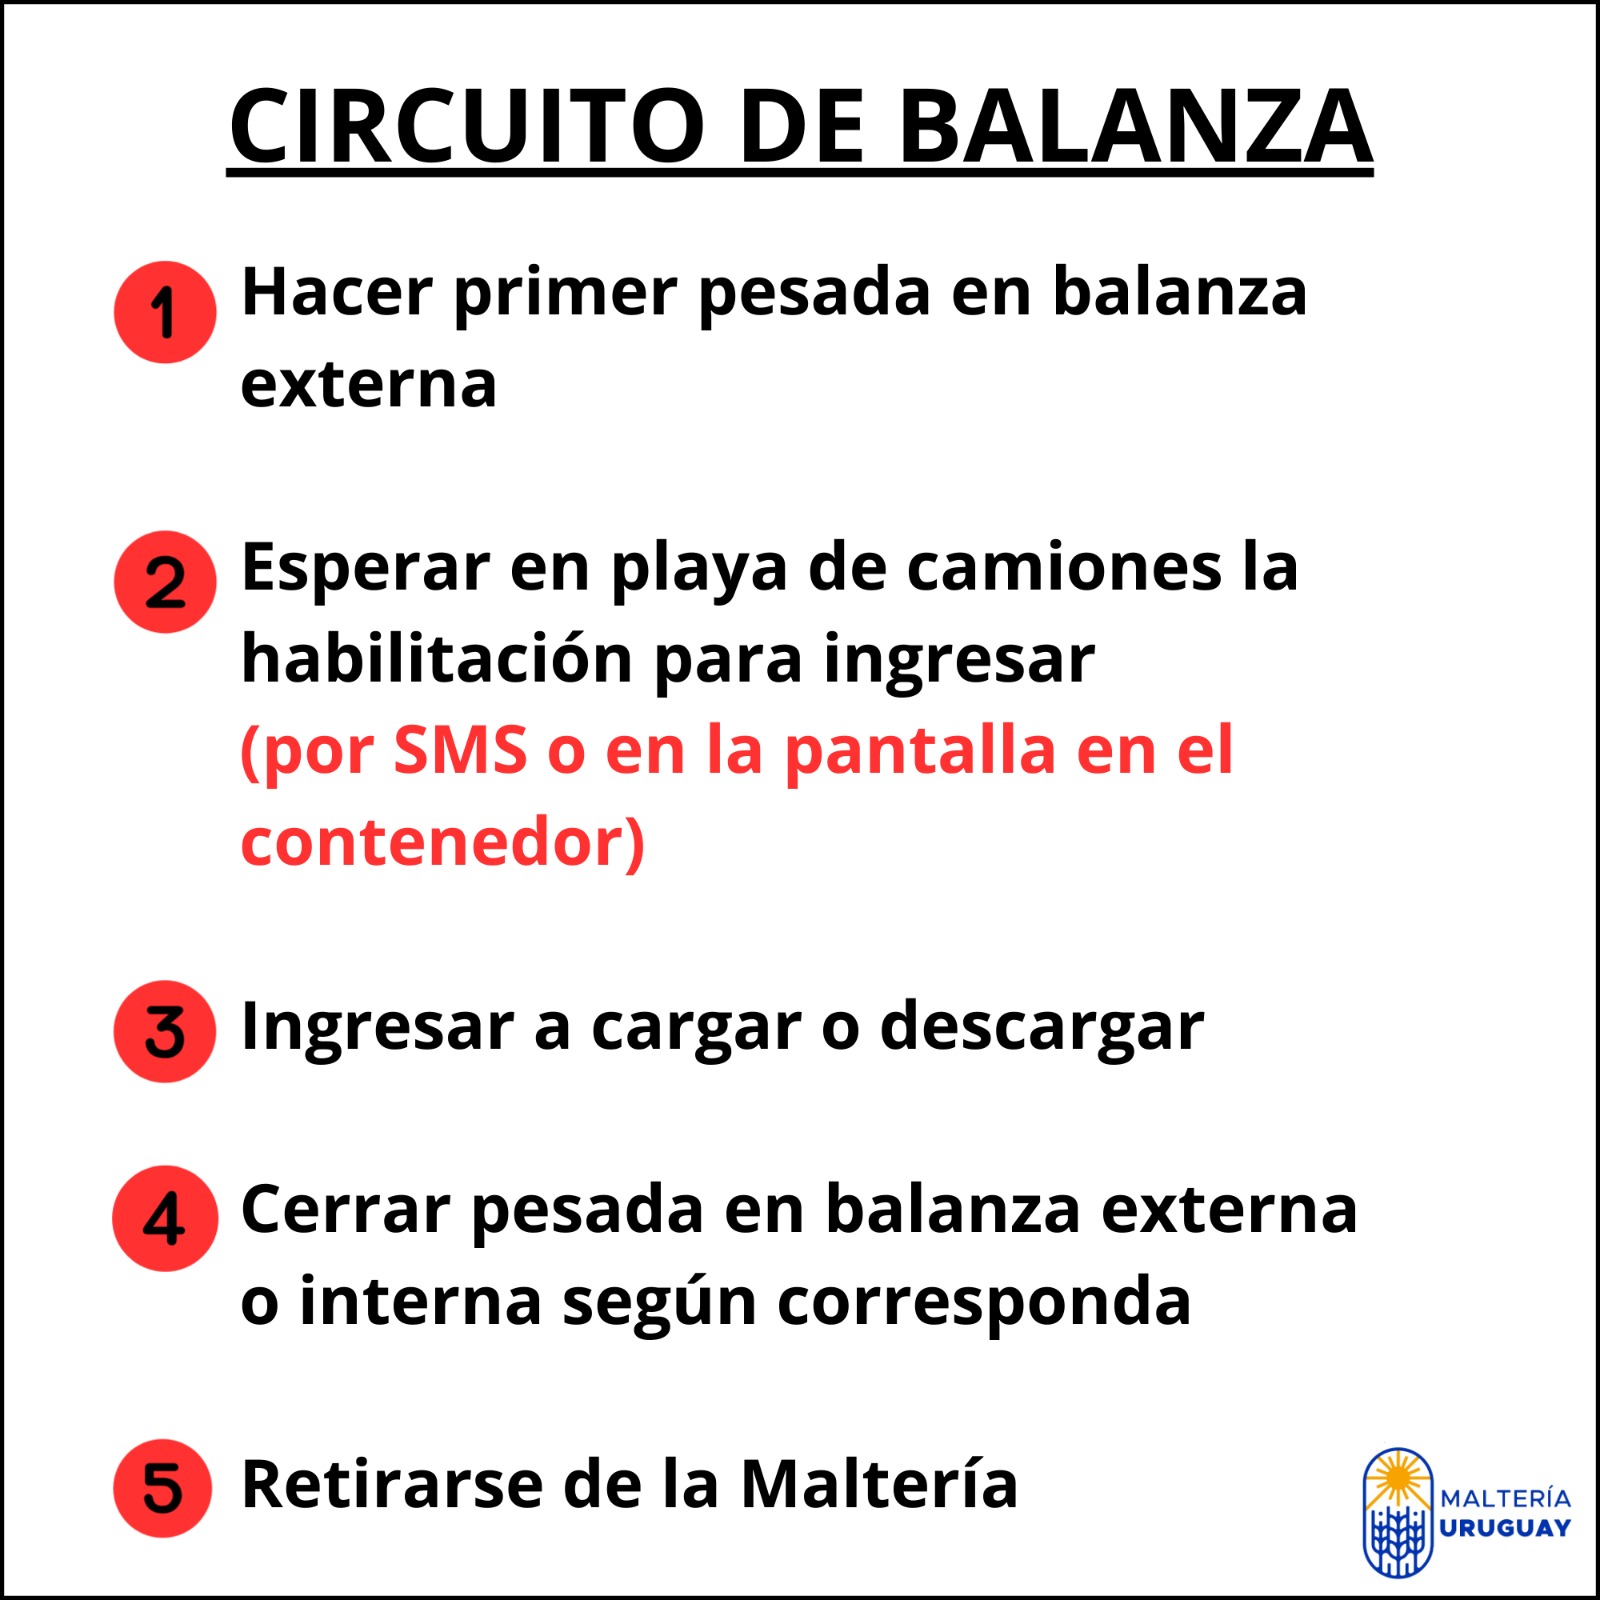 CIRCUITO DE BALANZA
1 Hacer primer pesada en balanza
externa
2 Esperar en playa de camiones la
habilitación para ingresar
(por SMS o en la pantalla en el
contenedor)
3 Ingresar a cargar o descargar
4 Cerrar pesada en balanza externa
o interna según corresponda
5 Retirarse de la Maltería
MALTERÍA
URUGUAY